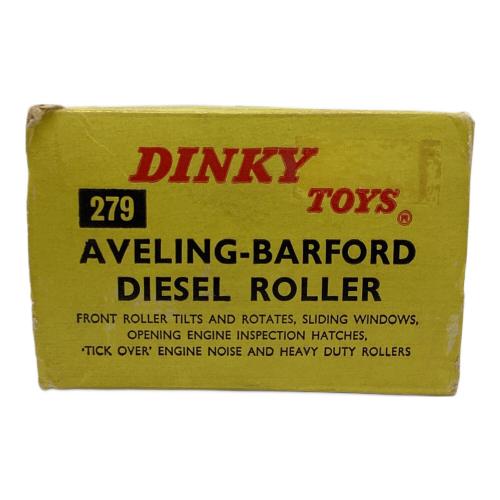 DINKY
TOYS®
279
AVELING-BARFORD
DIESEL ROLLER
FRONT ROLLER TILTS AND ROTATES, SLIDING WINDOWS,
OPENING ENGINE INSPECTION HATCHES,
'TICK OVER' ENGINE NOISE AND HEAVY DUTY ROLLERS